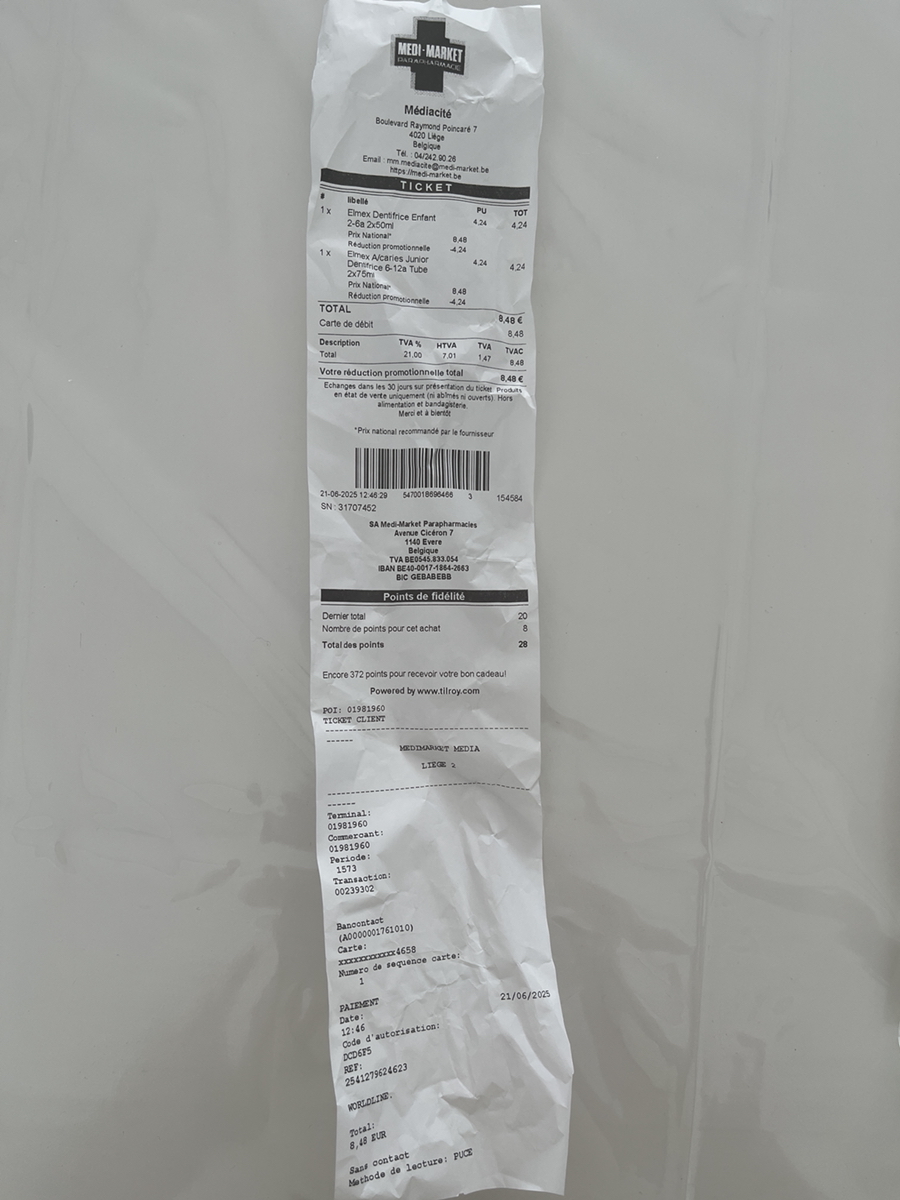 MEDI·MARKET
PARAPHARMACIE
Médiacité
Boulevard Raymond Poincaré 7
4020 Liège
Belgique
Tél. : 04/242.90.26
Email : mm.mediacite@medi-market.be
https://medi-market.be
TICKET
# libellé PU TOT
1 x Elmex Dentifrice Enfant 4,24 4,24
2-6a 2x50ml
Prix National* 8,48
Réduction promotionnelle -4,24
1 x Elmex A/caries Junior 4,24 4,24
Dentifrice 6-12a Tube
2x75ml
Prix National* 8,48
Réduction promotionnelle -4,24
TOTAL 8,48 €
Carte de débit 8,48
Description TVA % HTVA TVA TVAC
Total 21,00 7,01 1,47 8,48
Votre réduction promotionnelle total 8,48 €
Echanges dans les 30 jours sur présentation du ticket. Produits
en état de vente uniquement (ni abîmés ni ouverts). Hors
alimentation et bandagisterie.
Merci et à bientôt
*Prix national recommandé par le fournisseur
21-06-2025 12:46:29 5470018696466 3 154584
SN : 31707452
SA Medi-Market Parapharmacies
Avenue Cicéron 7
1140 Evere
Belgique
TVA BE0545.833.054
IBAN BE40-0017-1864-2663
BIC GEBABEBB
Points de fidélité
Dernier total 20
Nombre de points pour cet achat 8
Total des points 28
Encore 372 points pour recevoir votre bon cadeau!
Powered by www.tilroy.com
POI: 01981960
TICKET CLIENT
MEDIMARKET MEDIA
LIEGE 2
Terminal:
01981960
Commercant:
01981960
Periode:
1573
Transaction:
00239302
Bancontact
(A0000001761010)
Carte:
xxxxxxxxxxxx4658
Numero de sequence carte:
1
PAIEMENT
Date: 21/06/2025
12:46
Code d'autorisation:
DCD6F5
REF:
2541279624623
WORLDLINE.
Total:
8,48 EUR
Sans contact
Methode de lecture: PUCE